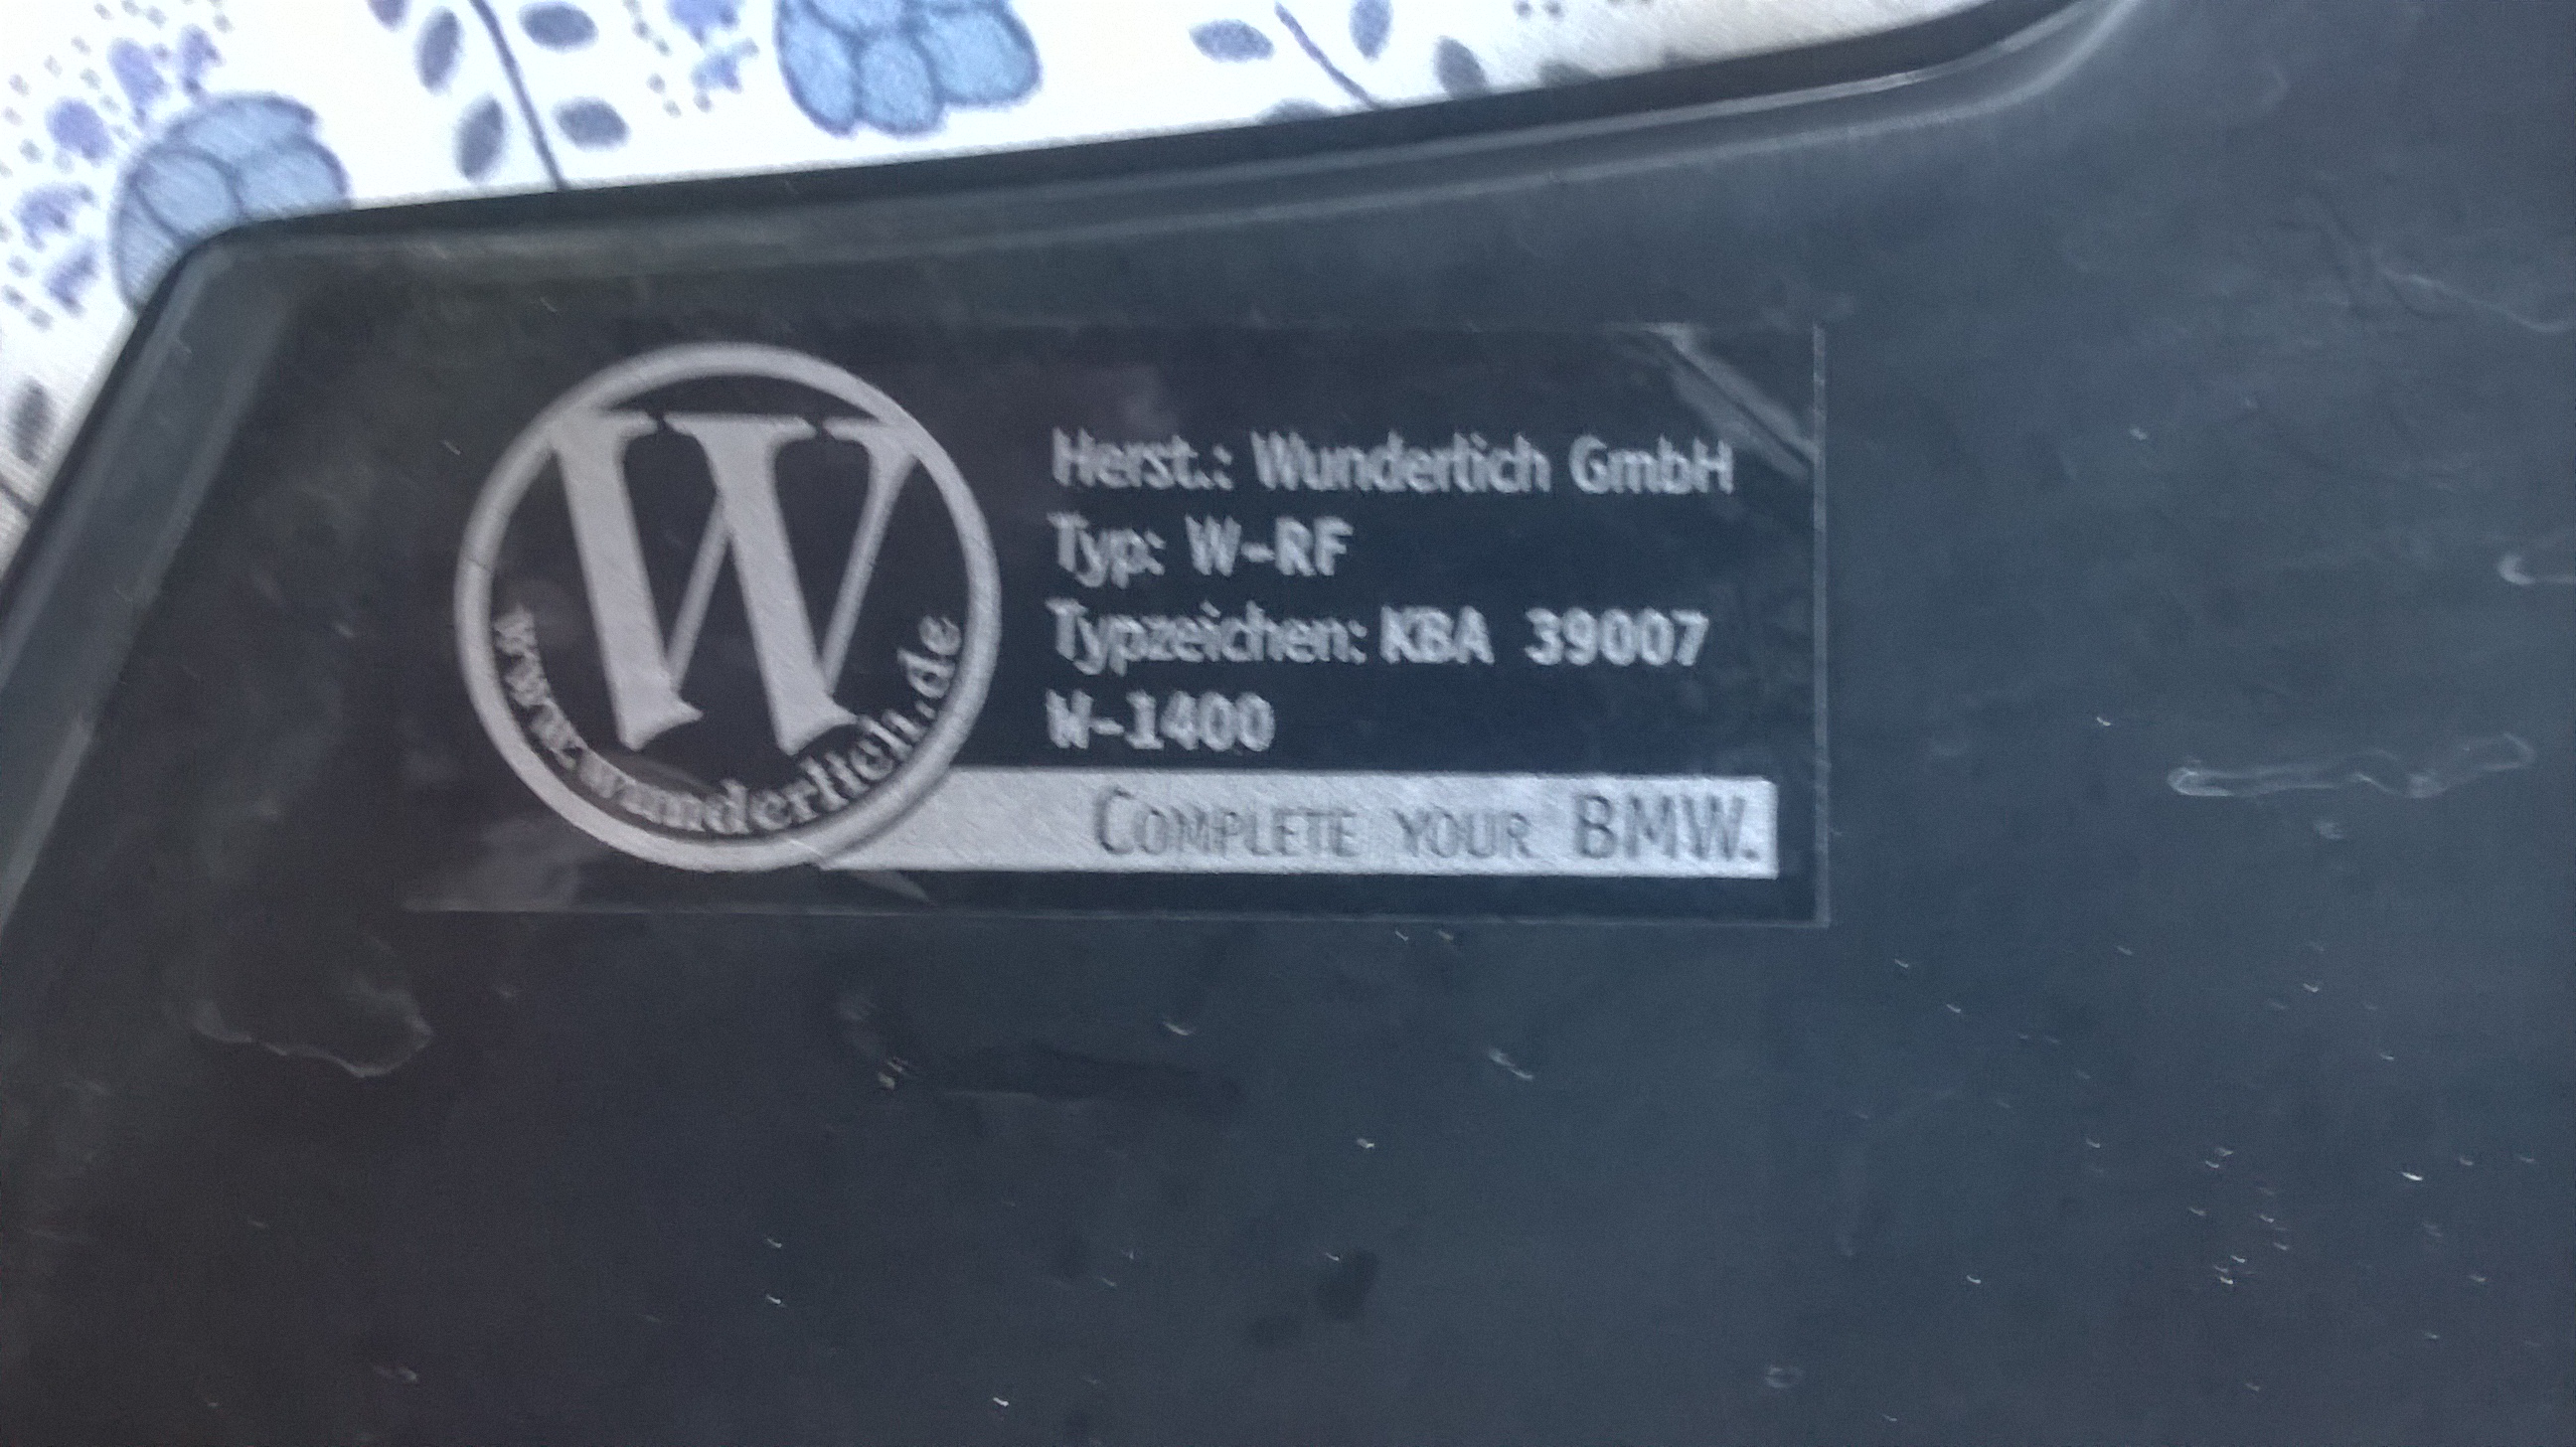 W
www.wunderlich.de
Herst.: Wunderlich GmbH
Typ: W-RF
Typzeichen: KBA 39007
W-1400
COMPLETE YOUR BMW.